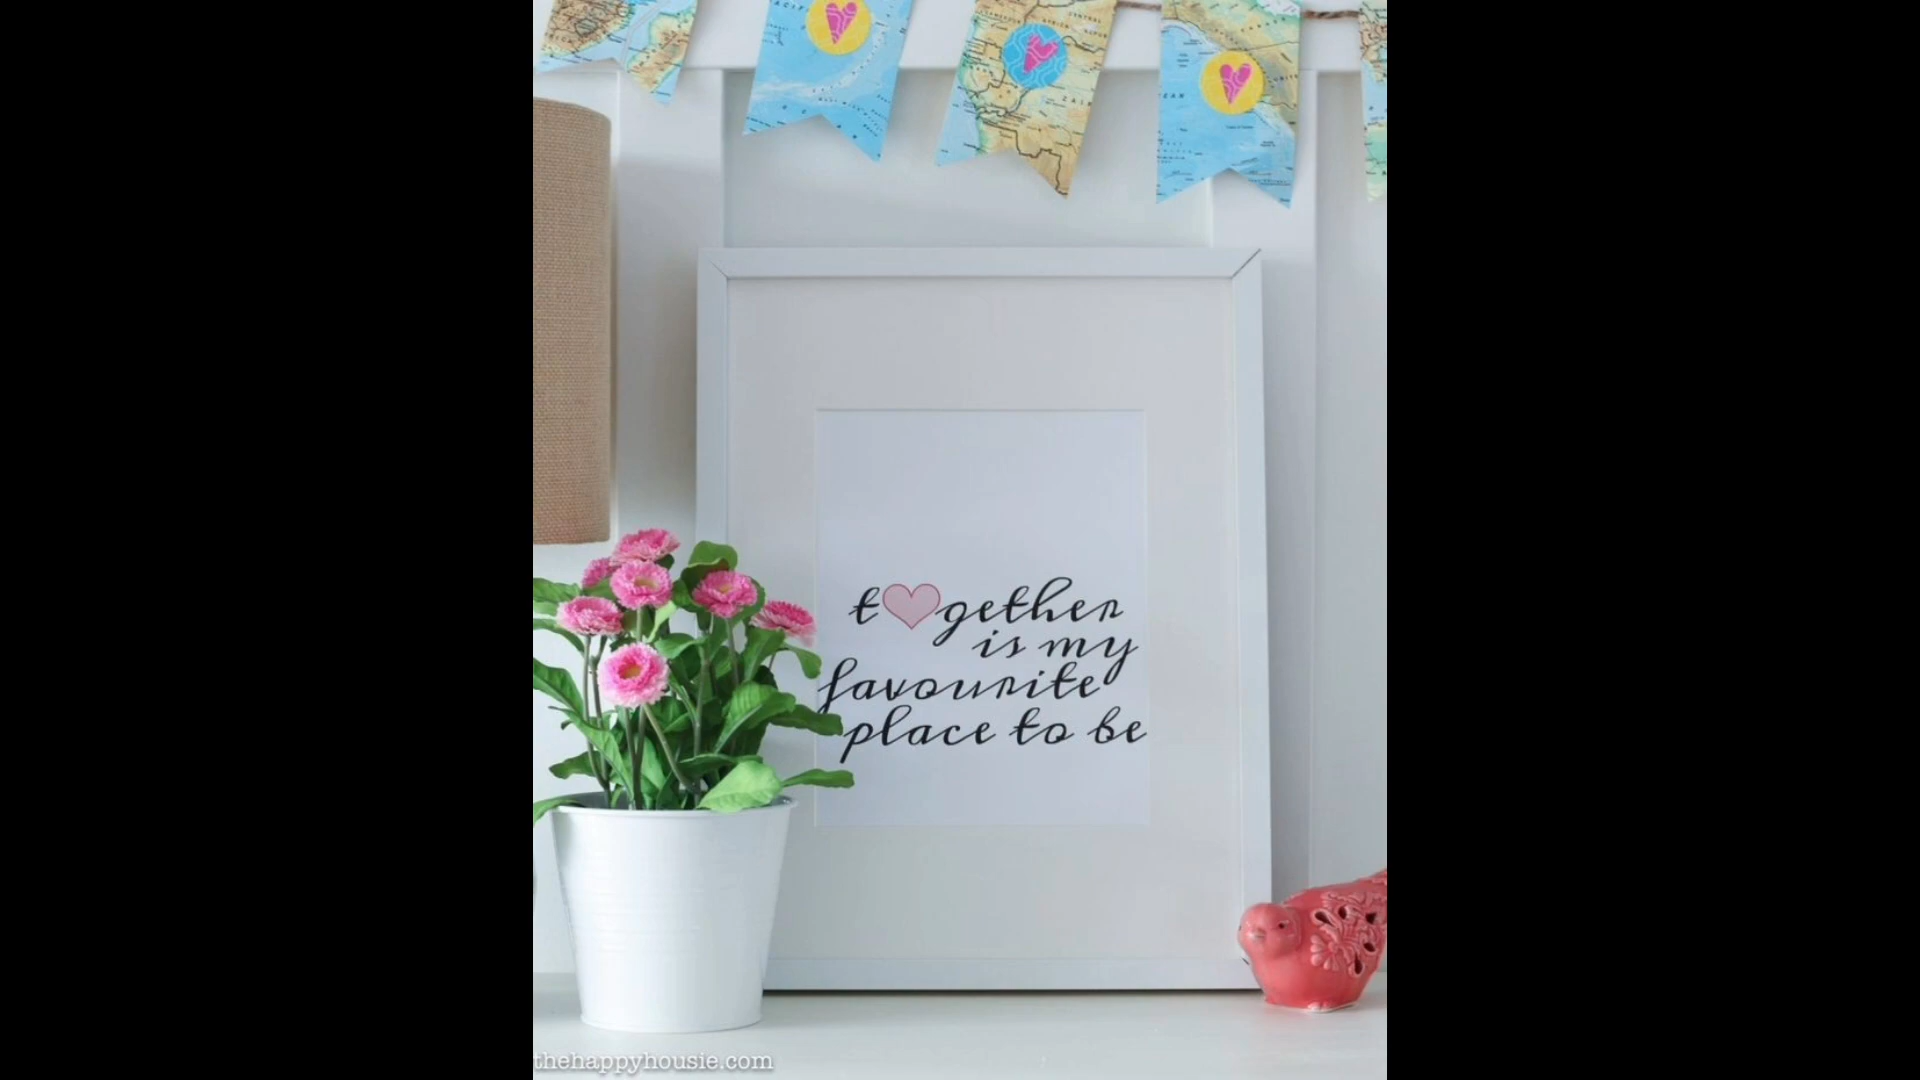 t❤gether
is my
favourite
place to be
thehappyhousie.com